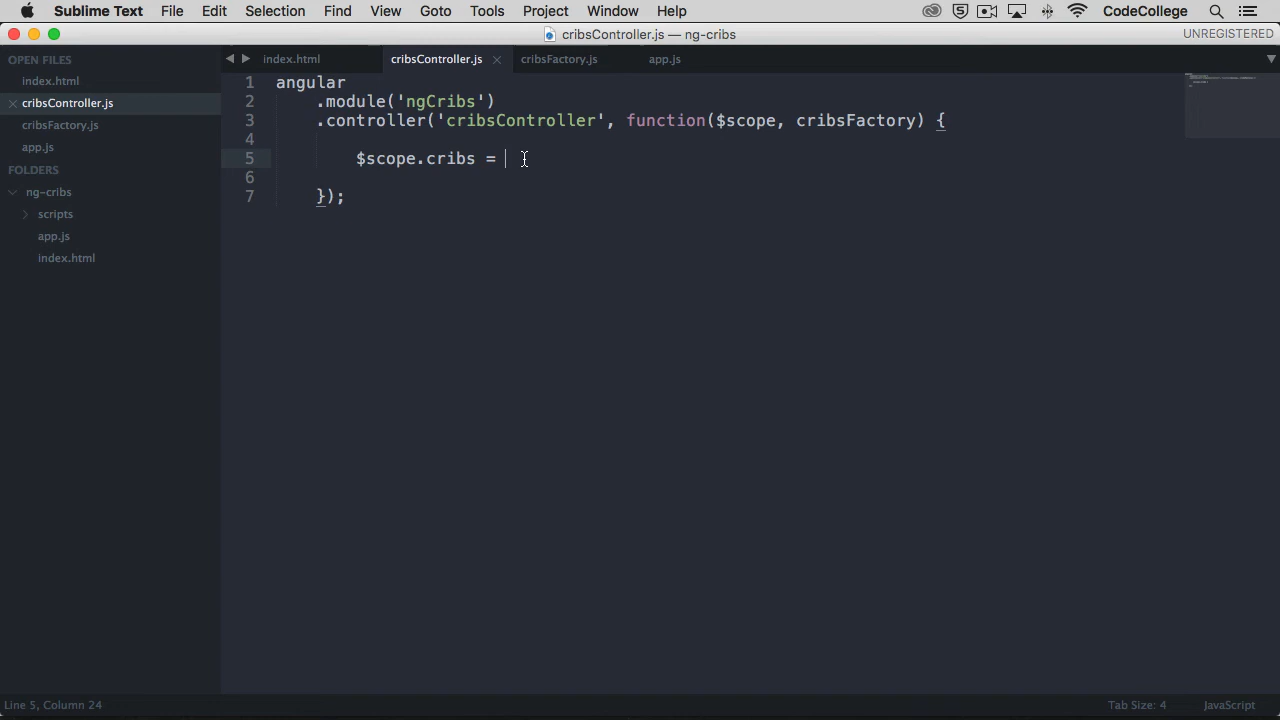 Sublime Text File Edit Selection Find View Goto Tools Project Window Help CodeCollege
cribsController.js — ng-cribs UNREGISTERED
OPEN FILES
index.html
cribsController.js
cribsFactory.js
app.js
FOLDERS
ng-cribs
scripts
app.js
index.html
index.html cribsController.js cribsFactory.js app.js
1 angular
2 .module('ngCribs')
3 .controller('cribsController', function($scope, cribsFactory) {
4
5 $scope.cribs =
6
7 });
Line 5, Column 24 Tab Size: 4 JavaScript